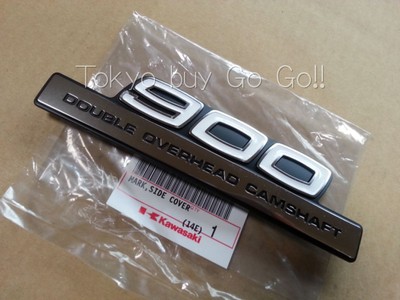 Tokyo buy Go Go!!
900
DOUBLE OVERHEAD CAMSHAFT
MARK,SIDE COVER
(14E) 1
Kawasaki